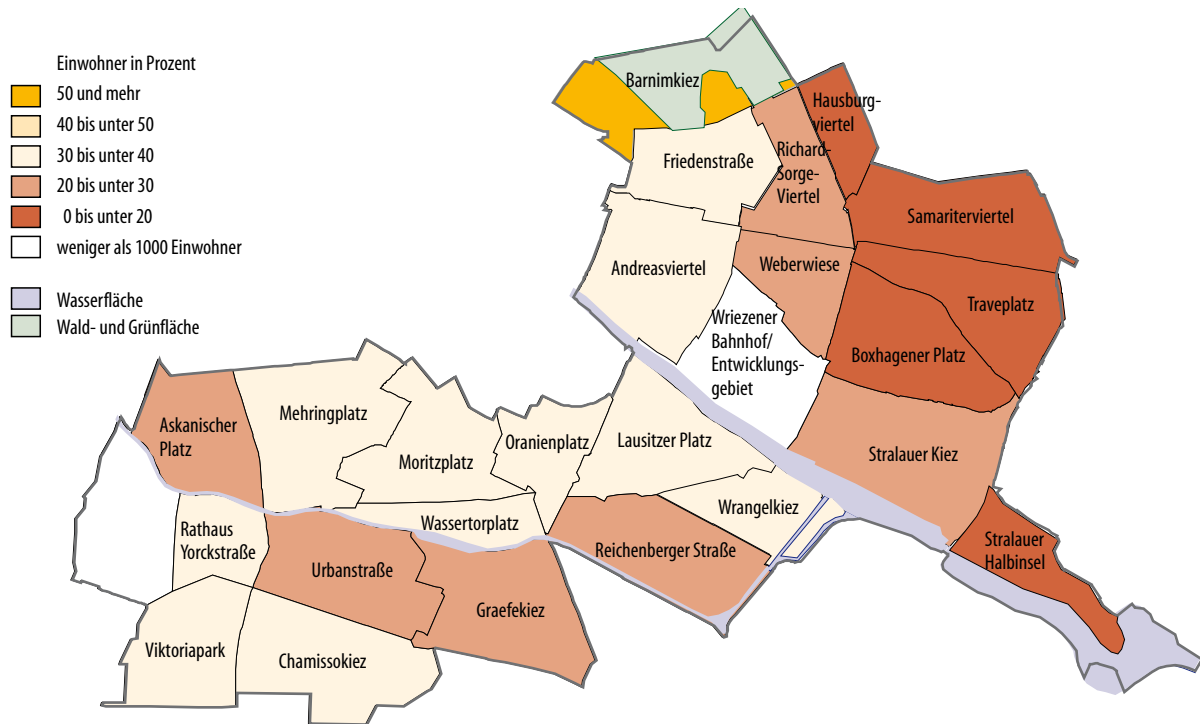 Einwohner in Prozent
50 und mehr
40 bis unter 50
30 bis unter 40
20 bis unter 30
0 bis unter 20
weniger als 1000 Einwohner
Wasserfläche
Wald- und Grünfläche
Barnimkiez
Hausburg-
viertel
Friedenstraße
Richard-
Sorge-
Viertel
Samariterviertel
Andreasviertel
Weberwiese
Traveplatz
Wriezener
Bahnhof/
Entwicklungs-
gebiet
Boxhagener Platz
Askanischer
Platz
Mehringplatz
Moritzplatz
Oranienplatz
Lausitzer Platz
Stralauer Kiez
Wrangelkiez
Wassertorplatz
Rathaus
Yorckstraße
Reichenberger Straße
Stralauer
Halbinsel
Urbanstraße
Graefekiez
Viktoriapark
Chamissokiez